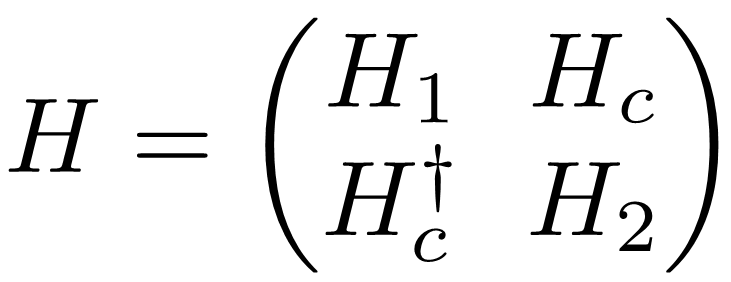 H = \begin{pmatrix} H_1 & H_c \\ H_c^\dagger & H_2 \end{pmatrix}